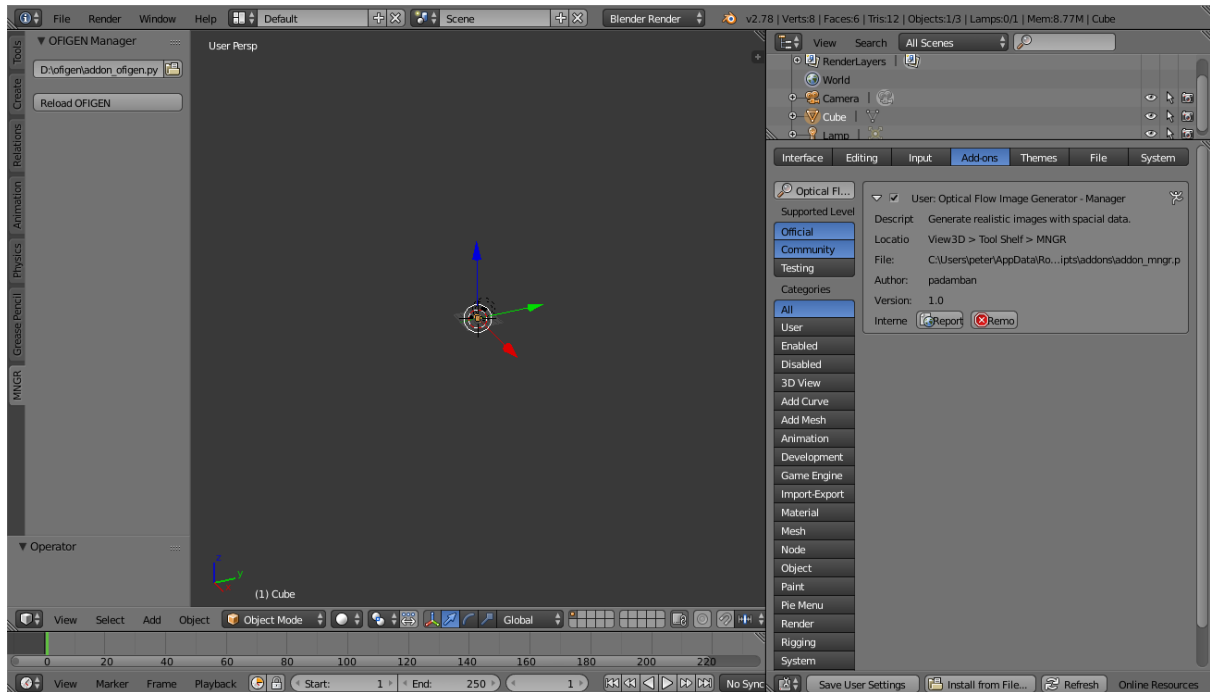 File Render Window Help Default Scene Blender Render v2.78 | Verts:8 | Faces:6 | Tris:12 | Objects:1/3 | Lamps:0/1 | Mem:8.77M | Cube
Tools
Create
Relations
Animation
Physics
Grease Pencil
MNGR
OFIGEN Manager
D:\ofigen\addon_ofigen.py
Reload OFIGEN
Operator
User Persp
z
y
(1) Cube
View Search All Scenes
RenderLayers |
World
Camera |
Cube |
Lamp |
Interface Editing Input Add-ons Themes File System
Optical Fl...
Supported Level
Official
Community
Testing
Categories
All
User
Enabled
Disabled
3D View
Add Curve
Add Mesh
Animation
Development
Game Engine
Import-Export
Material
Mesh
Node
Object
Paint
Pie Menu
Render
Rigging
System
User: Optical Flow Image Generator - Manager
Descript Generate realistic images with spacial data.
Locatio View3D > Tool Shelf > MNGR
File: C:\Users\peter\AppData\Ro...ipts\addons\addon_mngr.p
Author: padamban
Version: 1.0
Interne Report Remo
View Select Add Object Object Mode Global
0 20 40 60 80 100 120 140 160 180 200 220
View Marker Frame Playback Start: 1 End: 250 1 No Sync
Save User Settings Install from File... Refresh Online Resources